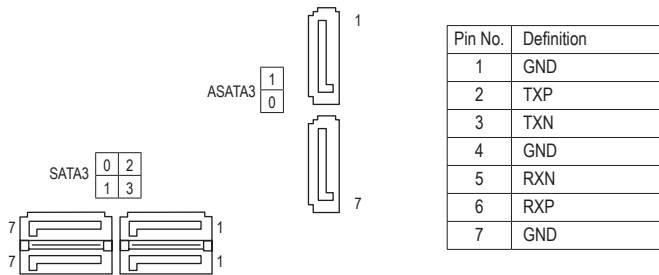 1
ASATA3
1
0
7
SATA3
0 2
1 3
7 1
7 1
Pin No. Definition
1 GND
2 TXP
3 TXN
4 GND
5 RXN
6 RXP
7 GND